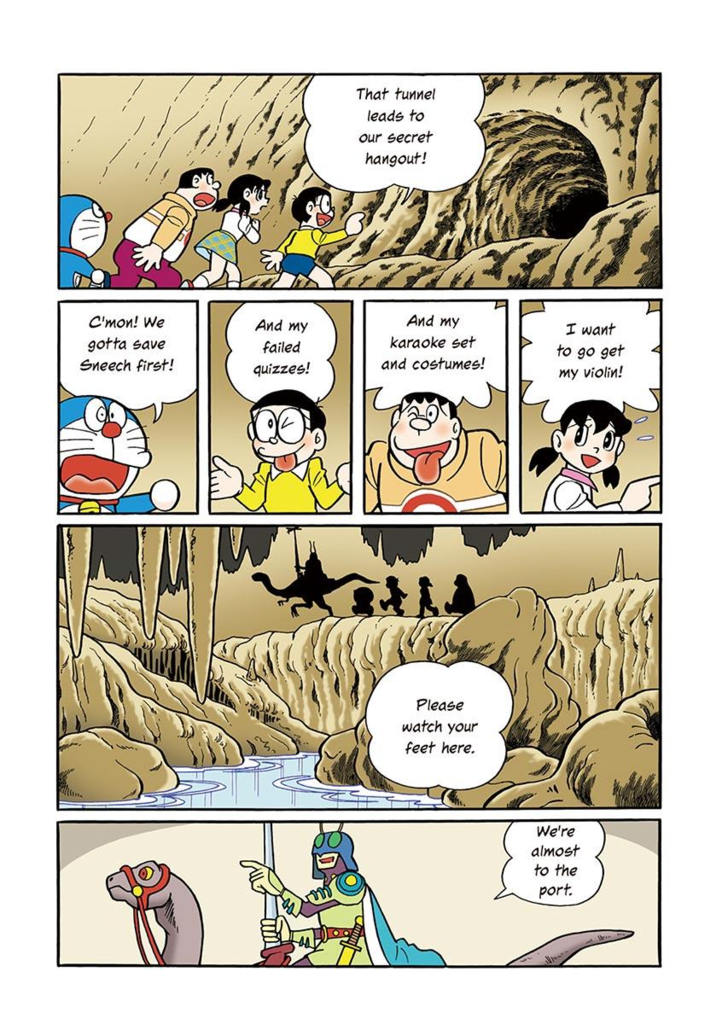 That tunnel
leads to
our secret
hangout!
C'mon! We
gotta save
Sneech first!
And my
failed
quizzes!
And my
karaoke set
and costumes!
I want
to go get
my violin!
Please
watch your
feet here.
We're
almost
to the
port.